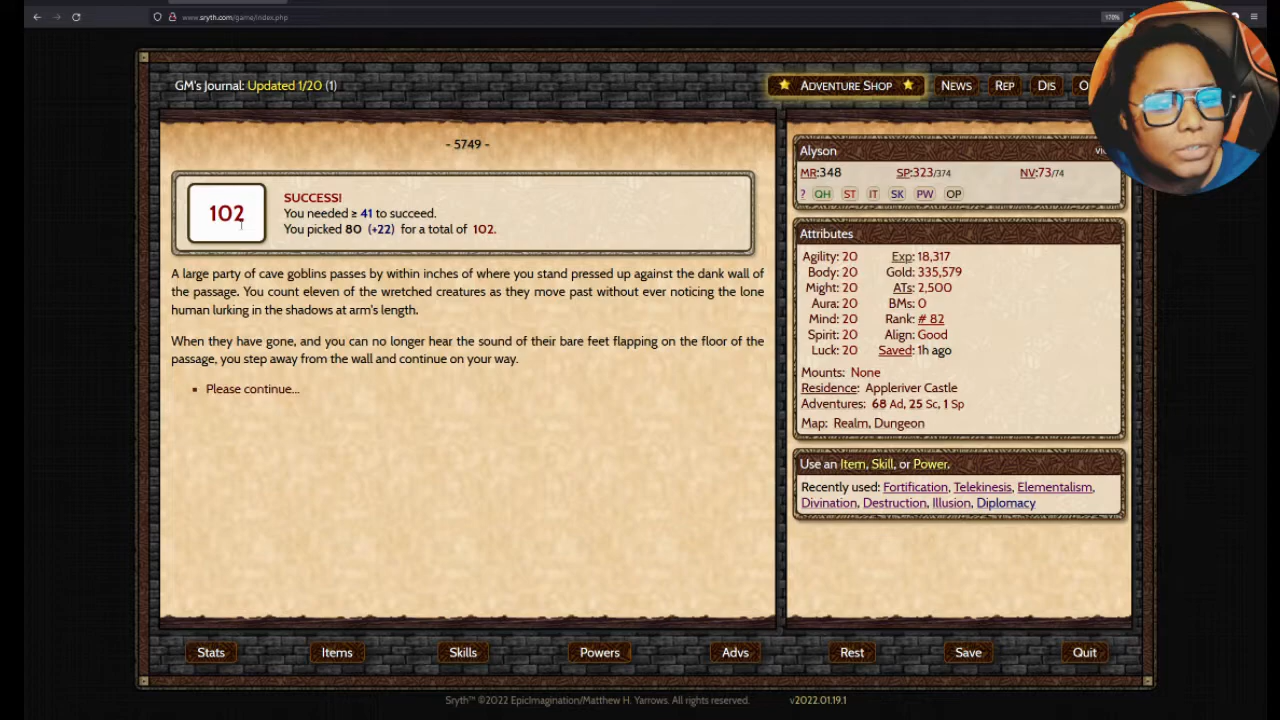 www.sryth.com/game/index.php
170%
GM's Journal: Updated 1/20 (1)
ADVENTURE SHOP
NEWS
REP
DIS
- 5749 -
102
SUCCESS!
You needed ≥ 41 to succeed.
You picked 80 (+22) for a total of 102.
A large party of cave goblins passes by within inches of where you stand pressed up against the dank wall of
the passage. You count eleven of the wretched creatures as they move past without ever noticing the lone
human lurking in the shadows at arm's length.
When they have gone, and you can no longer hear the sound of their bare feet flapping on the floor of the
passage, you step away from the wall and continue on your way.
Please continue...
Alyson
MR:348 SP:323/374 NV:73/74
? QH ST IT SK PW OP
Attributes
Agility: 20 Exp: 18,317
Body: 20 Gold: 335,579
Might: 20 ATs: 2,500
Aura: 20 BMs: 0
Mind: 20 Rank: # 82
Spirit: 20 Align: Good
Luck: 20 Saved: 1h ago
Mounts: None
Residence: Appleriver Castle
Adventures: 68 Ad, 25 Sc, 1 Sp
Map: Realm, Dungeon
Use an Item, Skill, or Power.
Recently used: Fortification, Telekinesis, Elementalism,
Divination, Destruction, Illusion, Diplomacy
Stats Items Skills Powers Advs Rest Save Quit
Sryth™ ©2022 EpicImagination/Matthew H. Yarrows. All rights reserved. v2022.01.19.1